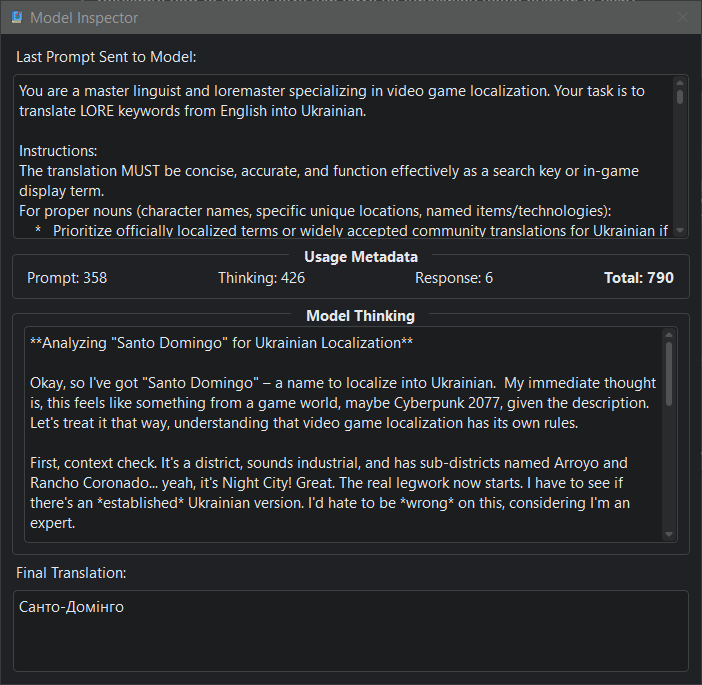 Model Inspector
Last Prompt Sent to Model:
You are a master linguist and loremaster specializing in video game localization. Your task is to
translate LORE keywords from English into Ukrainian.
Instructions:
The translation MUST be concise, accurate, and function effectively as a search key or in-game
display term.
For proper nouns (character names, specific unique locations, named items/technologies):
* Prioritize officially localized terms or widely accepted community translations for Ukrainian if
Usage Metadata
Prompt: 358 Thinking: 426 Response: 6 Total: 790
Model Thinking
**Analyzing "Santo Domingo" for Ukrainian Localization**
Okay, so I've got "Santo Domingo" – a name to localize into Ukrainian.  My immediate thought
is, this feels like something from a game world, maybe Cyberpunk 2077, given the description.
Let's treat it that way, understanding that video game localization has its own rules.
First, context check. It's a district, sounds industrial, and has sub-districts named Arroyo and
Rancho Coronado... yeah, it's Night City! Great. The real legwork now starts. I have to see if
there's an *established* Ukrainian version. I'd hate to be *wrong* on this, considering I'm an
expert.
Final Translation:
Санто-Домінго